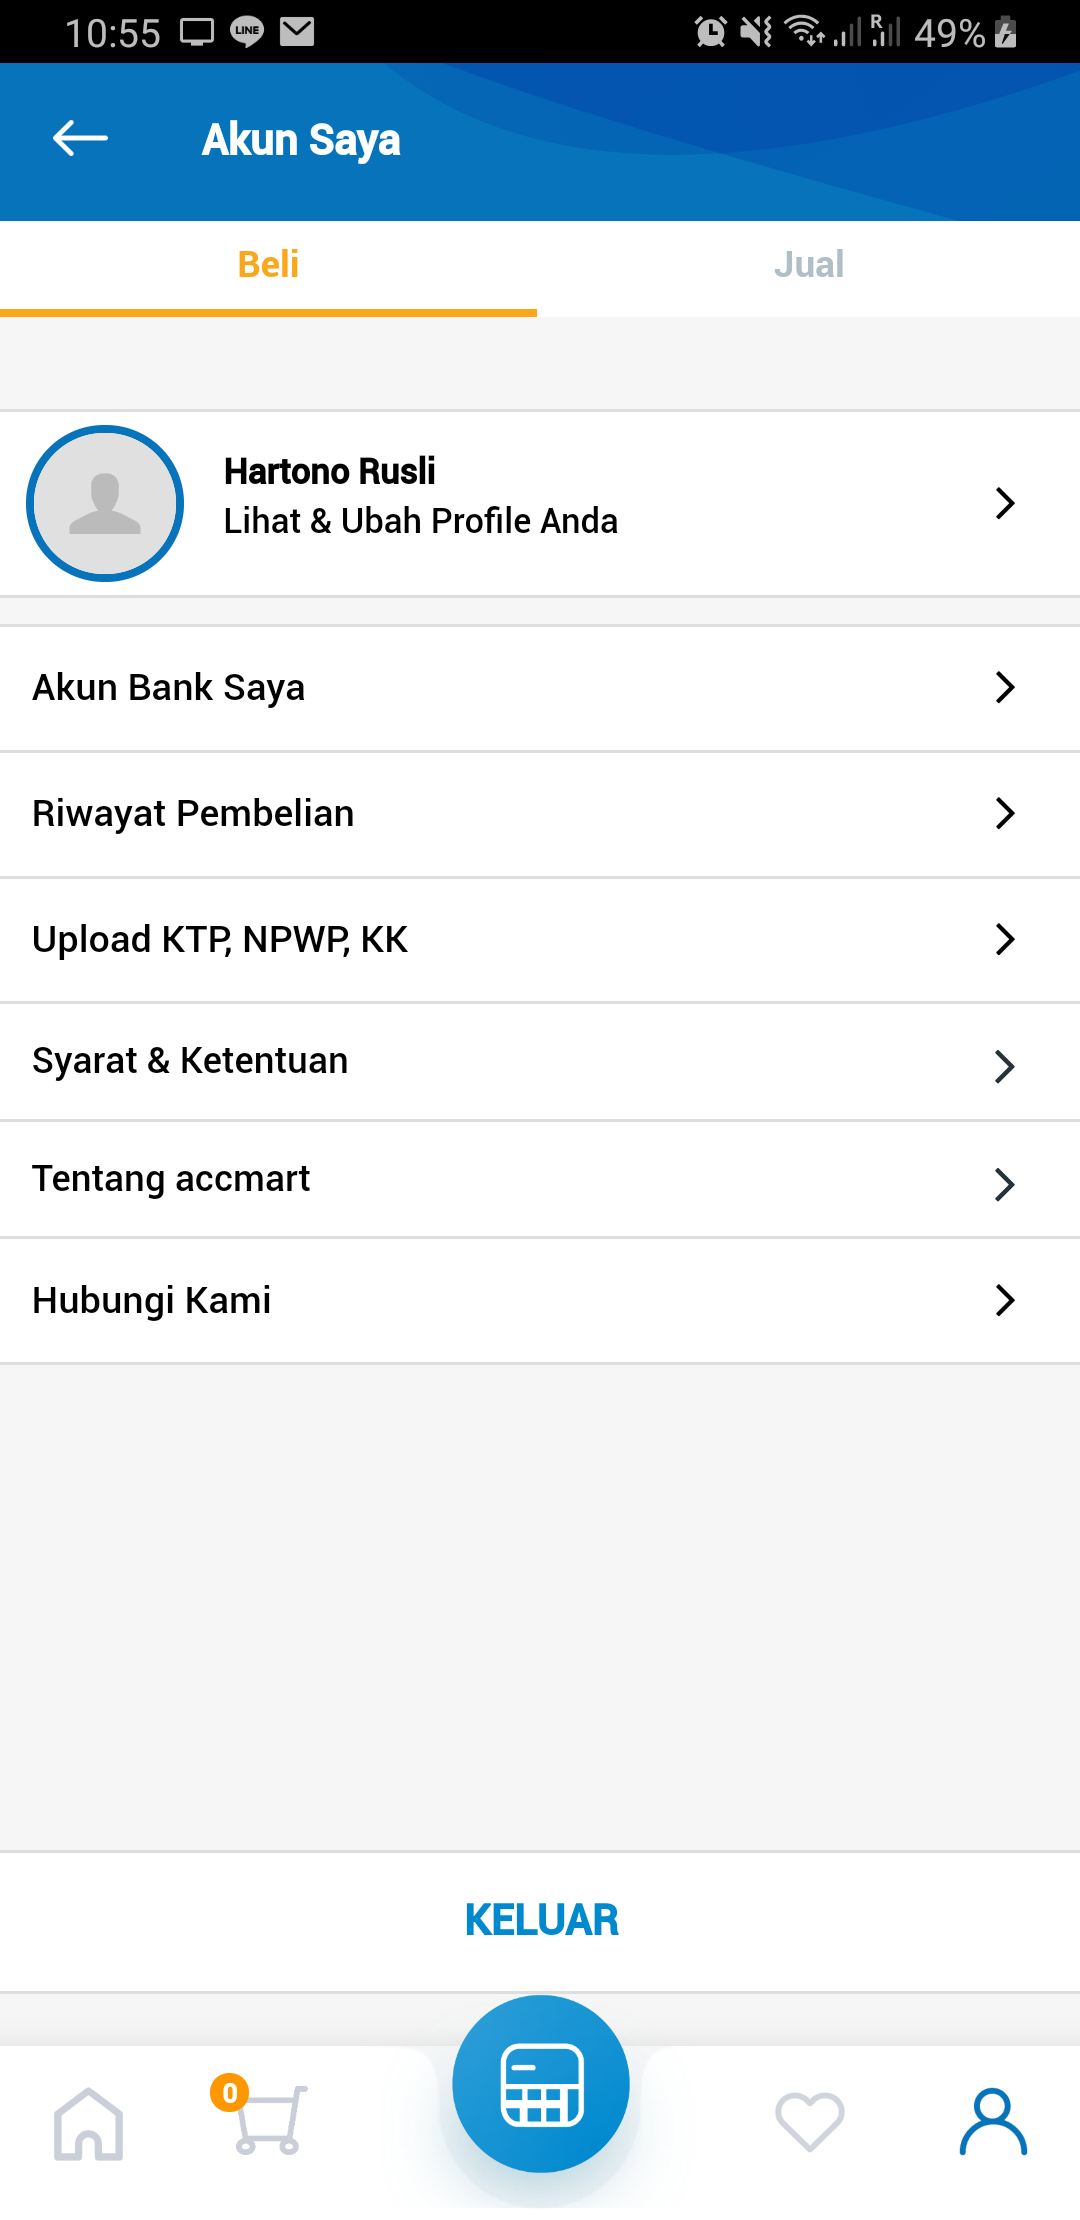 10:55 LINE R 49%
Akun Saya
Beli Jual
Hartono Rusli
Lihat & Ubah Profile Anda
Akun Bank Saya
Riwayat Pembelian
Upload KTP, NPWP, KK
Syarat & Ketentuan
Tentang accmart
Hubungi Kami
KELUAR
0